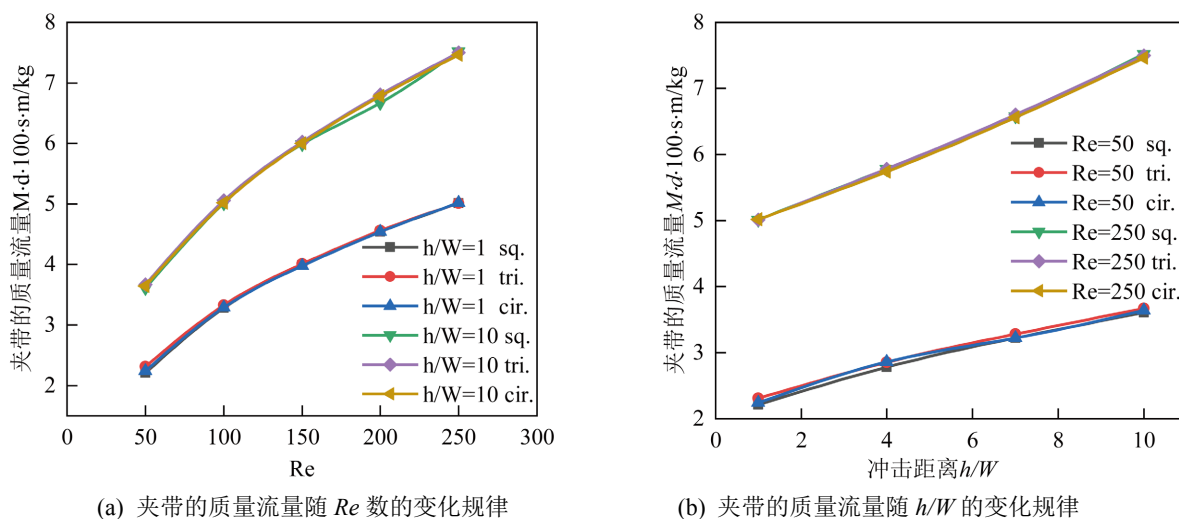 8
7
6
5
4
3
2
夹带的质量流量M·d·100·s·m/kg
h/W=1 sq.
h/W=1 tri.
h/W=1 cir.
h/W=10 sq.
h/W=10 tri.
h/W=10 cir.
0 50 100 150 200 250 300
Re
(a) 夹带的质量流量随 Re 数的变化规律
8
7
6
5
4
3
2
夹带的质量流量M·d·100·s·m/kg
Re=50 sq.
Re=50 tri.
Re=50 cir.
Re=250 sq.
Re=250 tri.
Re=250 cir.
0 2 4 6 8 10
冲击距离h/W
(b) 夹带的质量流量随 h/W 的变化规律